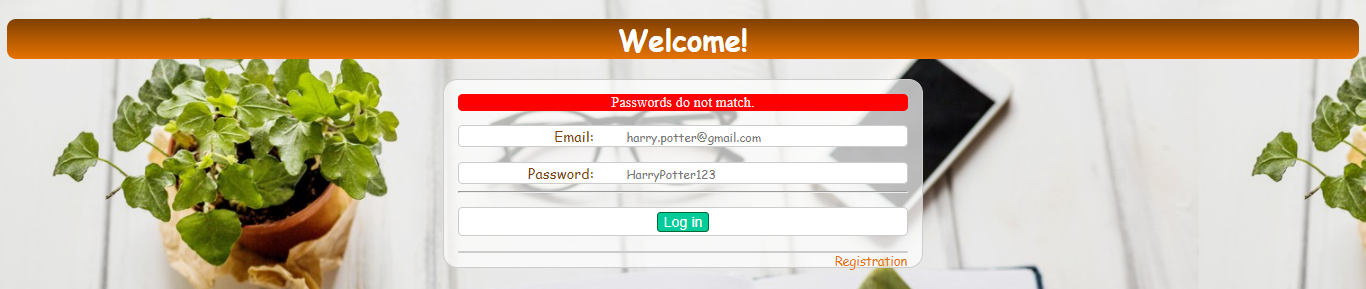 Welcome!
Passwords do not match.
Email: harry.potter@gmail.com
Password: HarryPotter123
Log in
Registration